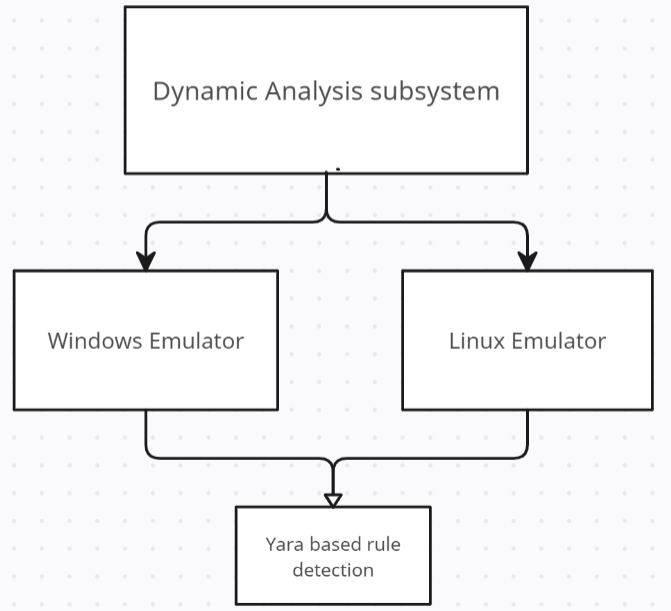 Dynamic Analysis subsystem
Windows Emulator
Linux Emulator
Yara based rule
detection